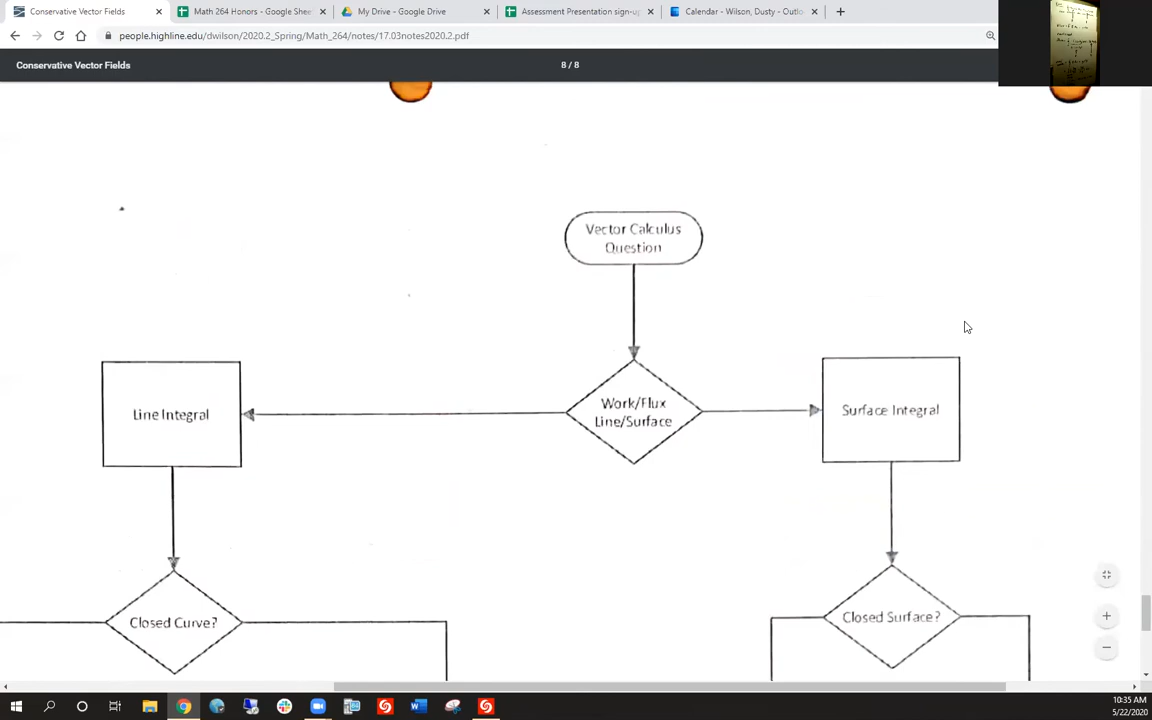 Conservative Vector Fields
Math 264 Honors - Google Shee
My Drive - Google Drive
Assessment Presentation sign-up
Calendar - Wilson, Dusty - Outlo
people.highline.edu/dwilson/2020.2_Spring/Math_264/notes/17.03notes2020.2.pdf
Conservative Vector Fields
8 / 8
Vector Calculus
Question
Line Integral
Work/Flux
Line/Surface
Surface Integral
Closed Curve?
Closed Surface?
10:35 AM
5/22/2020